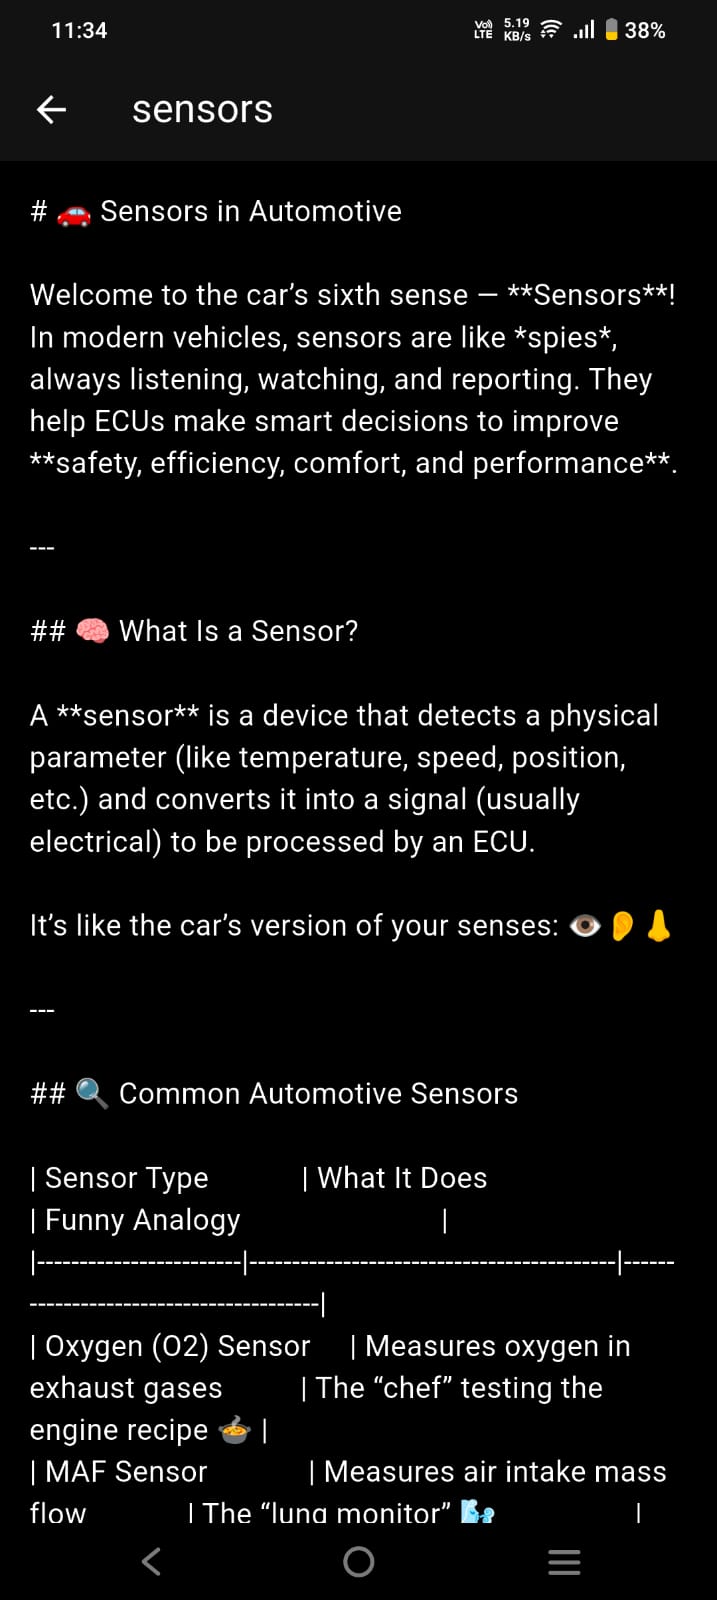 11:34
Vo)) LTE 5.19 KB/s 38%
sensors
# 🚗 Sensors in Automotive
Welcome to the car’s sixth sense — **Sensors**!
In modern vehicles, sensors are like *spies*,
always listening, watching, and reporting. They
help ECUs make smart decisions to improve
**safety, efficiency, comfort, and performance**.
---
## 🧠 What Is a Sensor?
A **sensor** is a device that detects a physical
parameter (like temperature, speed, position,
etc.) and converts it into a signal (usually
electrical) to be processed by an ECU.
It’s like the car’s version of your senses: 👁️👂👃
---
## 🔍 Common Automotive Sensors
| Sensor Type | What It Does
| Funny Analogy |
|------------------------|-------------------------------------------|------
----------------------------------|
| Oxygen (O2) Sensor | Measures oxygen in
exhaust gases | The “chef” testing the
engine recipe 🍲 |
| MAF Sensor | Measures air intake mass
flow | The “lung monitor” 🌬️ |